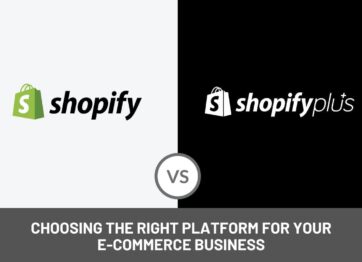 shopify
shopifyplus
VS
CHOOSING THE RIGHT PLATFORM FOR YOUR
E-COMMERCE BUSINESS